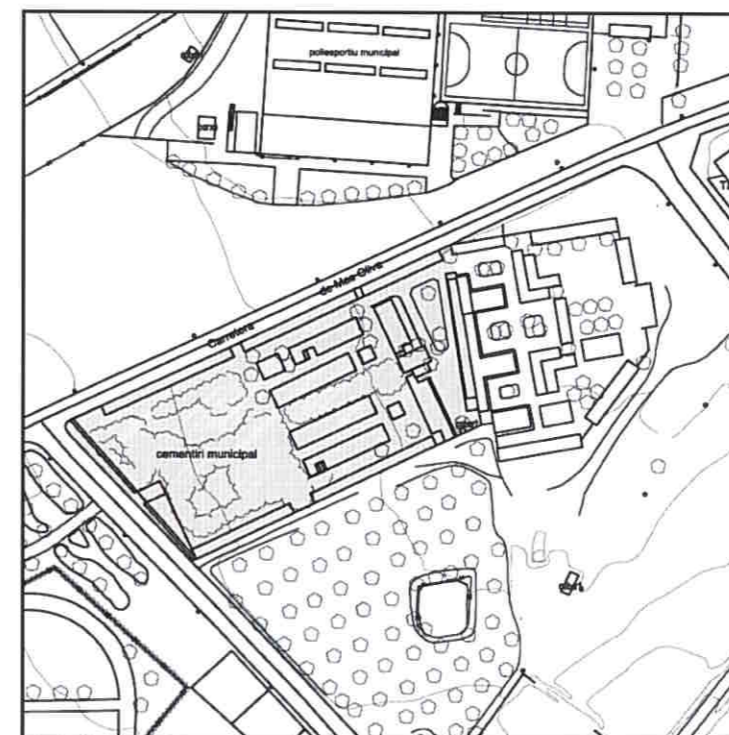 poliesportiu municipal
Carretera de Mas Oliva
cementiri municipal